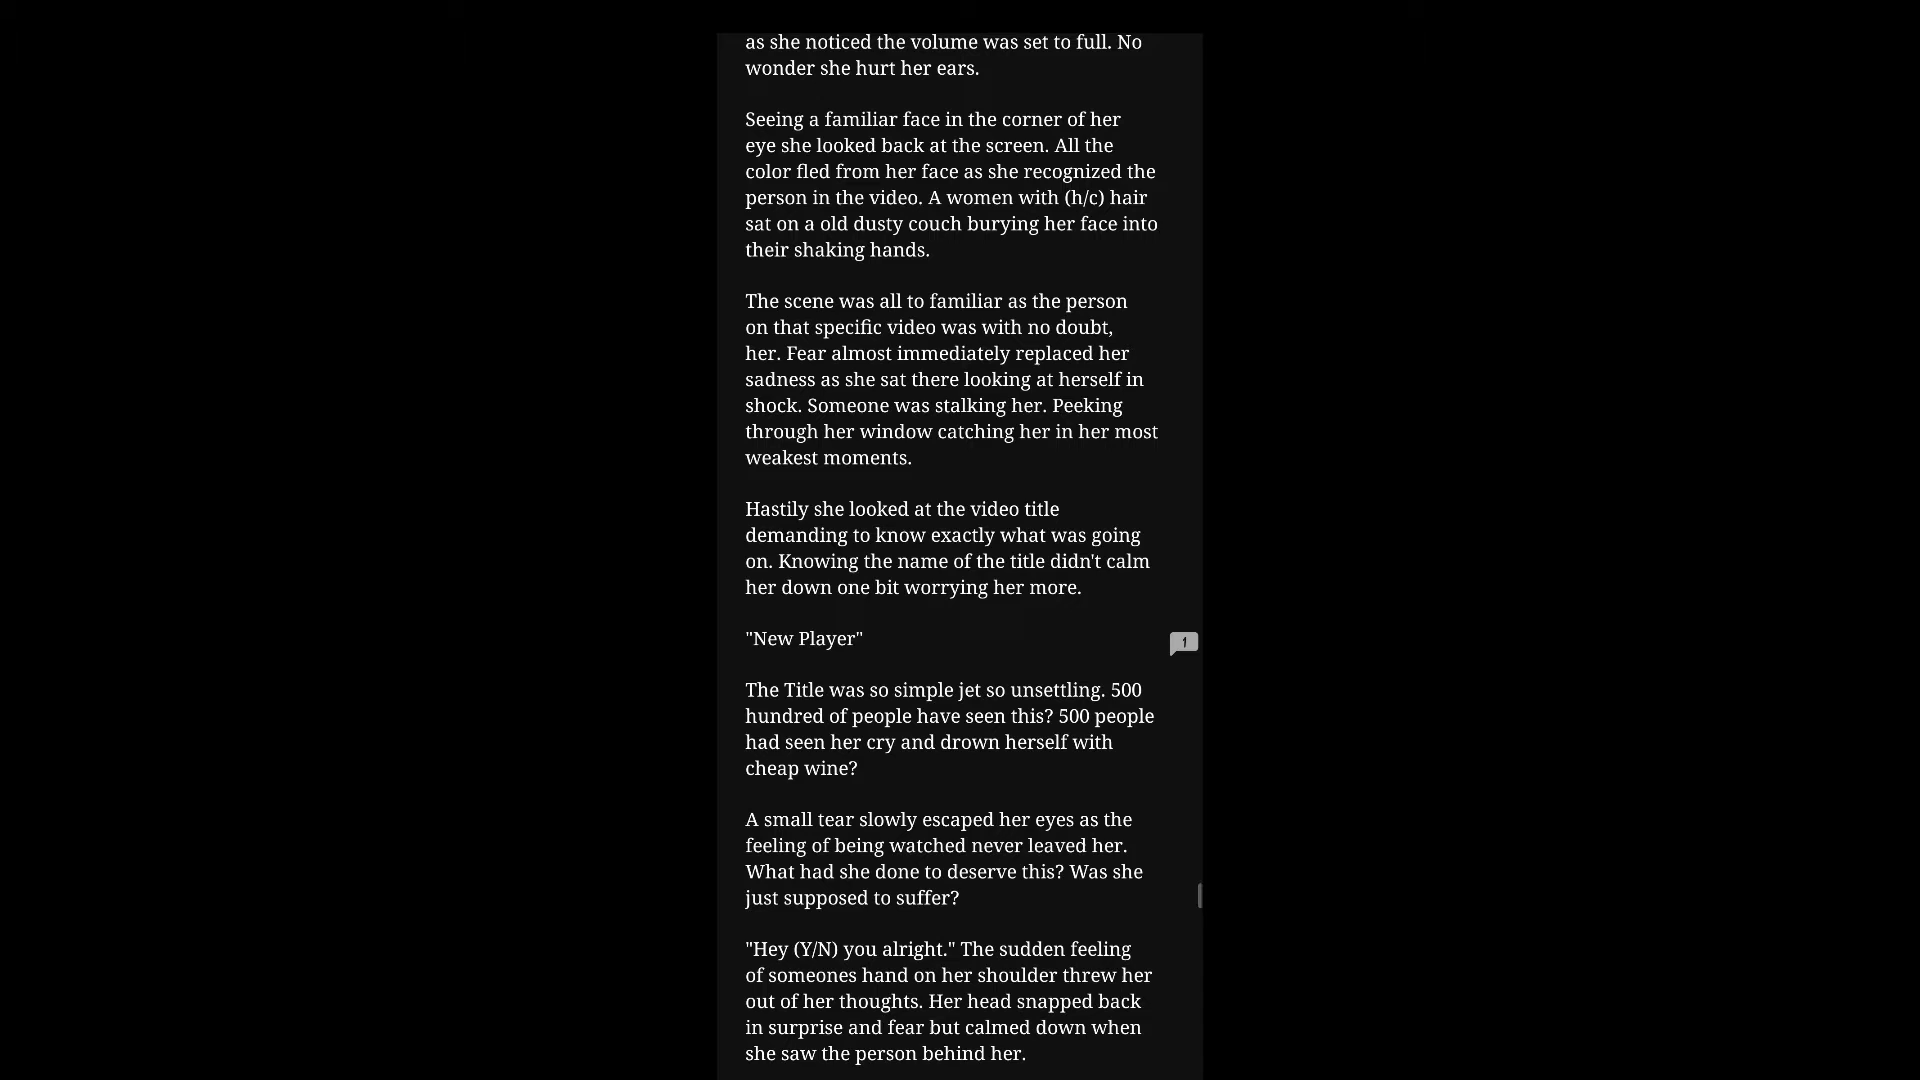 as she noticed the volume was set to full. No
wonder she hurt her ears.
Seeing a familiar face in the corner of her
eye she looked back at the screen. All the
color fled from her face as she recognized the
person in the video. A women with (h/c) hair
sat on a old dusty couch burying her face into
their shaking hands.
The scene was all to familiar as the person
on that specific video was with no doubt,
her. Fear almost immediately replaced her
sadness as she sat there looking at herself in
shock. Someone was stalking her. Peeking
through her window catching her in her most
weakest moments.
Hastily she looked at the video title
demanding to know exactly what was going
on. Knowing the name of the title didn't calm
her down one bit worrying her more.
"New Player"
1
The Title was so simple jet so unsettling. 500
hundred of people have seen this? 500 people
had seen her cry and drown herself with
cheap wine?
A small tear slowly escaped her eyes as the
feeling of being watched never leaved her.
What had she done to deserve this? Was she
just supposed to suffer?
"Hey (Y/N) you alright." The sudden feeling
of someones hand on her shoulder threw her
out of her thoughts. Her head snapped back
in surprise and fear but calmed down when
she saw the person behind her.